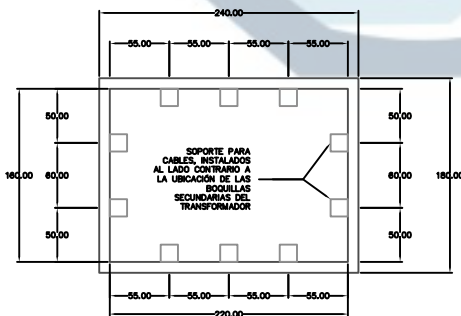 240.00
55.00 55.00 55.00 55.00
50.00 50.00
SOPORTE PARA
CABLES, INSTALADOS
AL LADO CONTRARIO A
LA UBICACIÓN DE LAS
BOQUILLAS
SECUNDARIAS DEL
TRANSFORMADOR
160.00 60.00 60.00 180.00
50.00 50.00
55.00 55.00 55.00 55.00
220.00